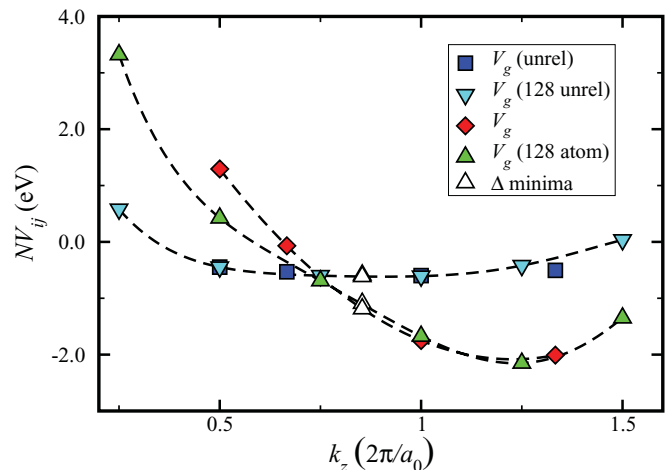 4.0
2.0
0.0
-2.0
NV_ij (eV)
V_g (unrel)
V_g (128 unrel)
V_g
V_g (128 atom)
Δ minima
0.5
1
1.5
k_z (2π/a_0)